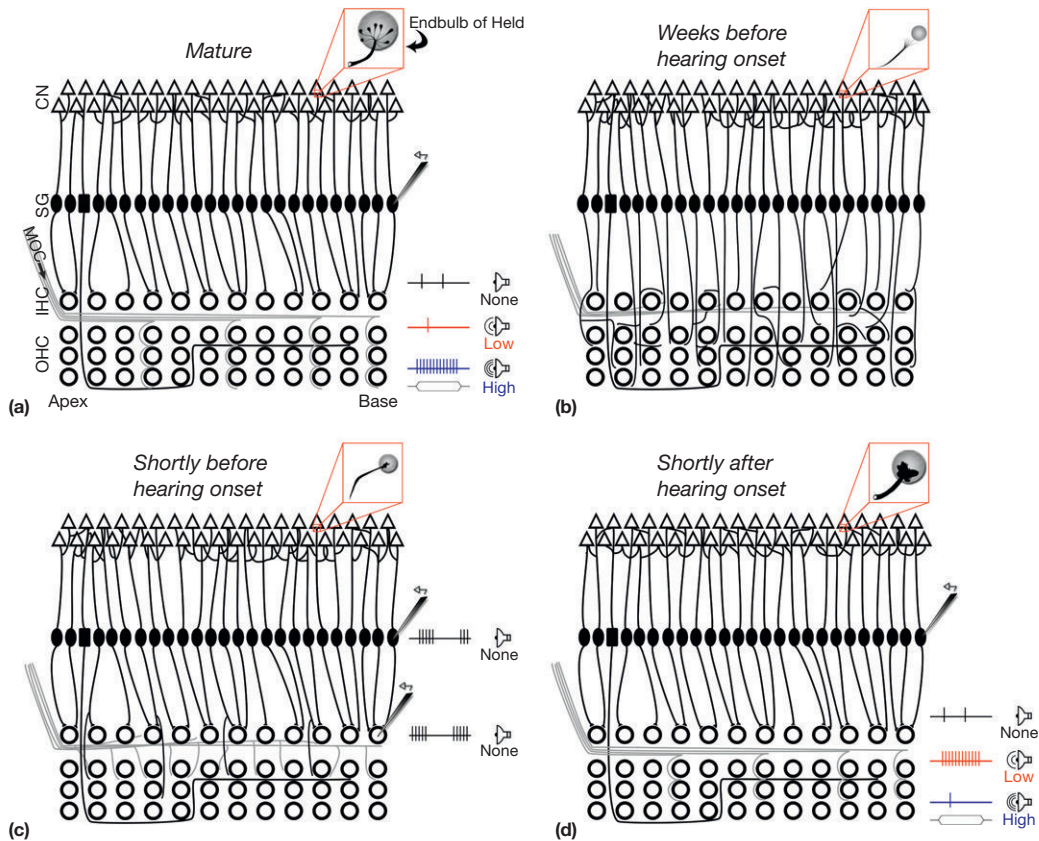 Mature
Endbulb of Held
CN
SG
MOC
IHC
OHC
None
Low
High
Apex
Base
(a)
Weeks before
hearing onset
(b)
Shortly before
hearing onset
None
None
(c)
Shortly after
hearing onset
None
Low
High
(d)